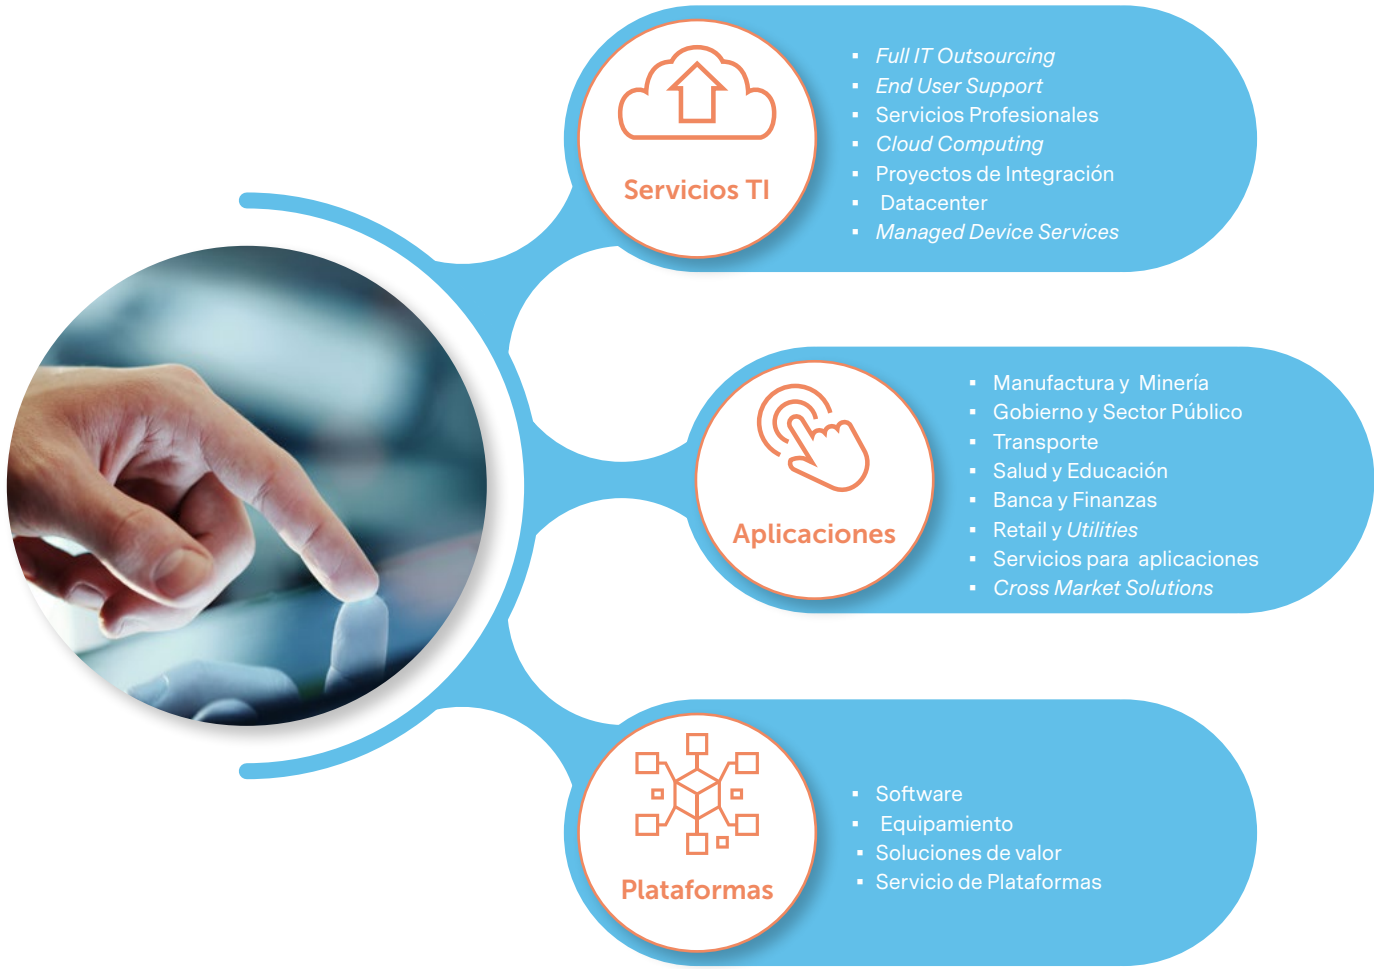 Servicios TI
Full IT Outsourcing
End User Support
Servicios Profesionales
Cloud Computing
Proyectos de Integración
Datacenter
Managed Device Services
Aplicaciones
Manufactura y Minería
Gobierno y Sector Público
Transporte
Salud y Educación
Banca y Finanzas
Retail y Utilities
Servicios para aplicaciones
Cross Market Solutions
Plataformas
Software
Equipamiento
Soluciones de valor
Servicio de Plataformas